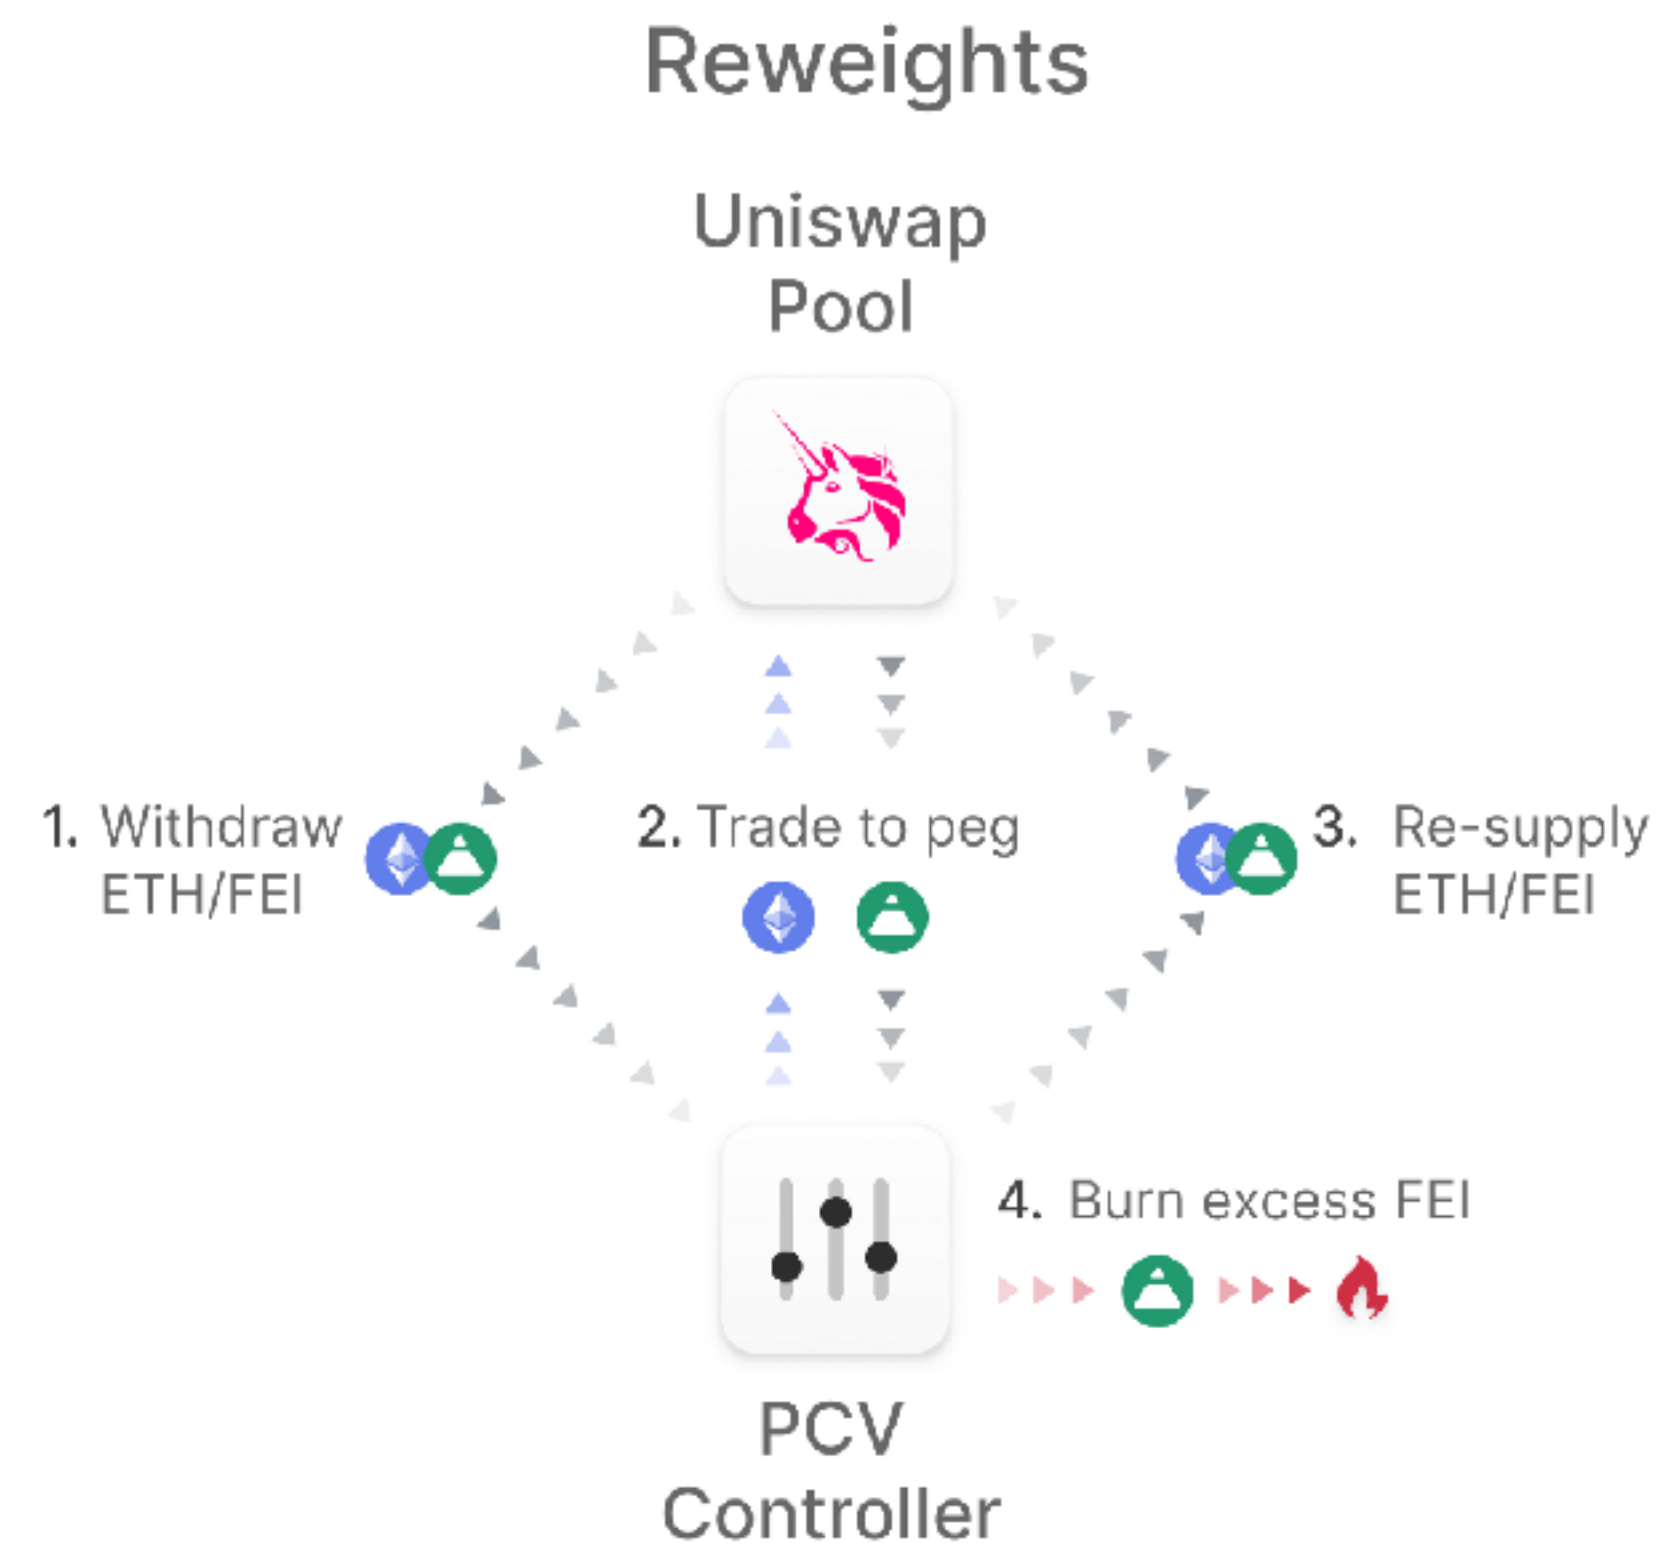 Reweights
Uniswap
Pool
1. Withdraw
ETH/FEI
2. Trade to peg
3. Re-supply
ETH/FEI
4. Burn excess FEI
PCV
Controller